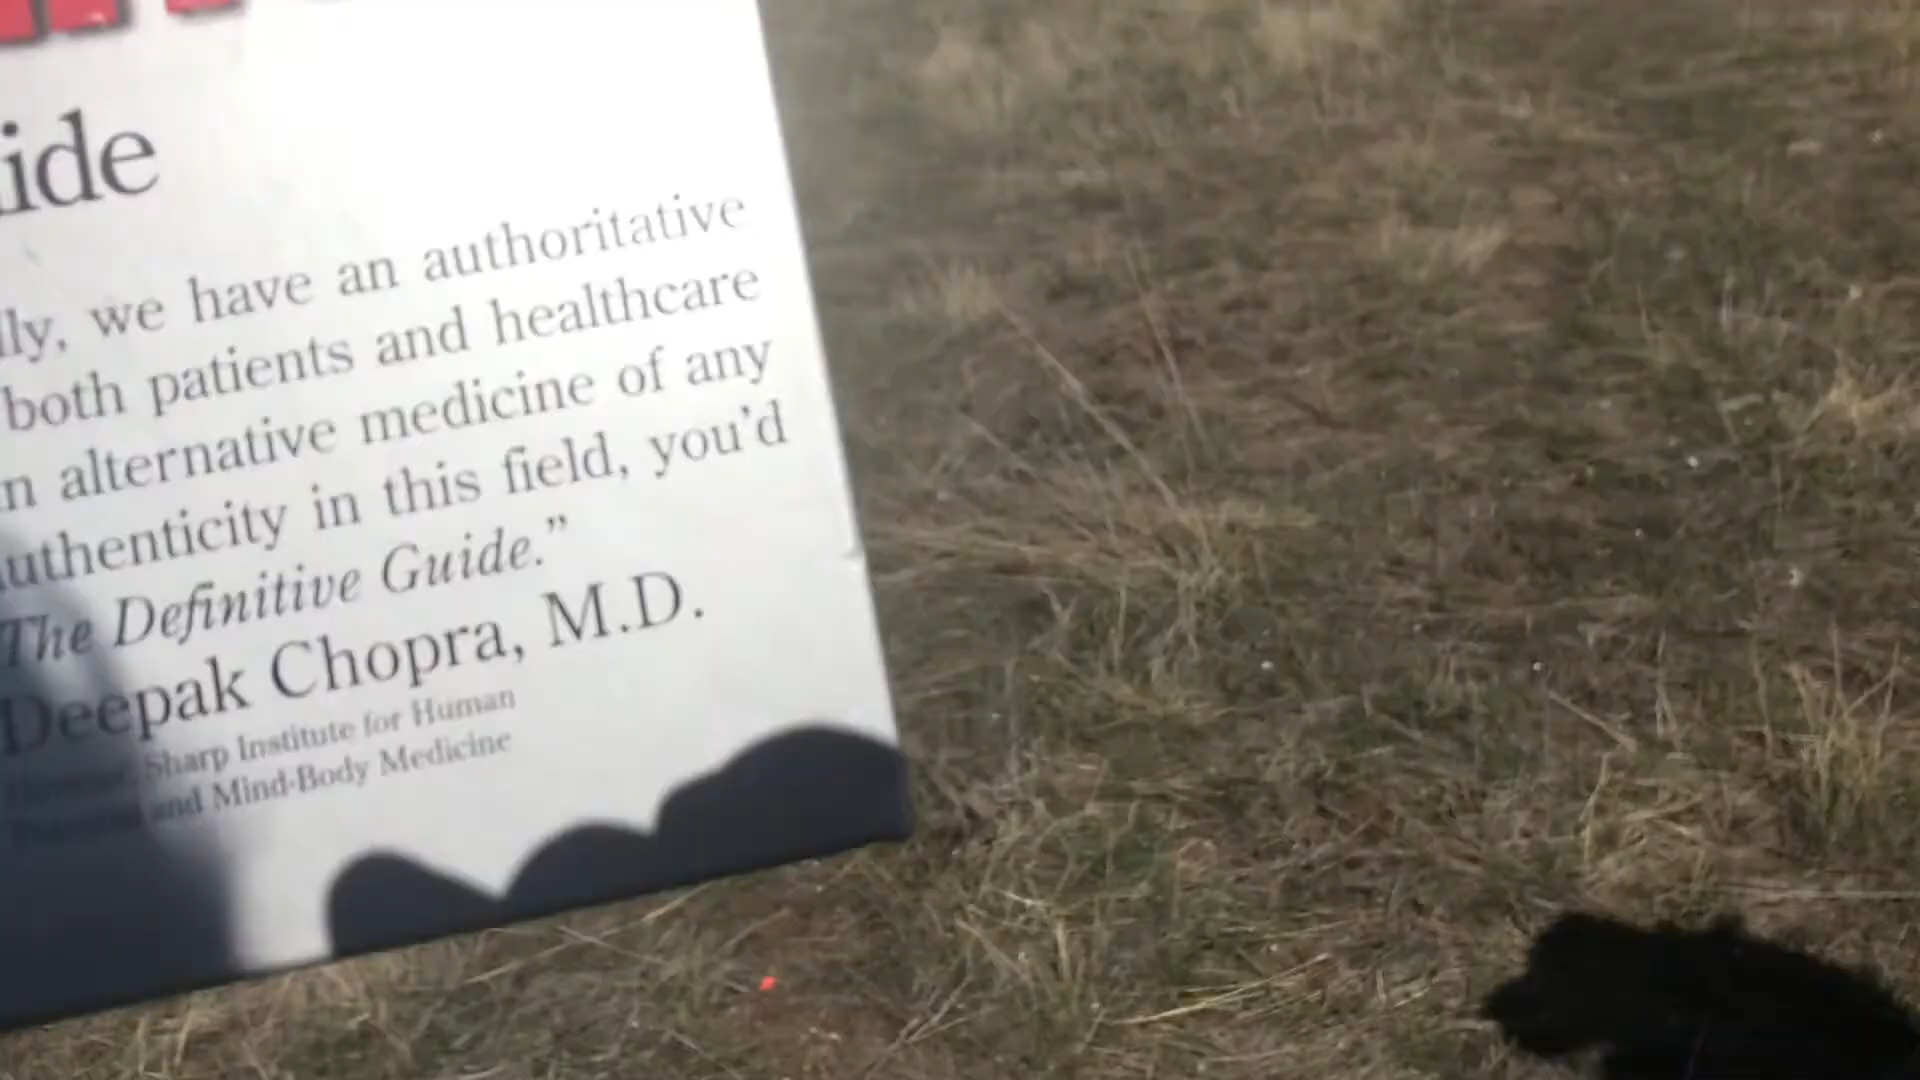 ide
lly, we have an authoritative
both patients and healthcare
n alternative medicine of any
uthenticity in this field, you'd
The Definitive Guide."
Deepak Chopra, M.D.
Sharp Institute for Human
and Mind-Body Medicine